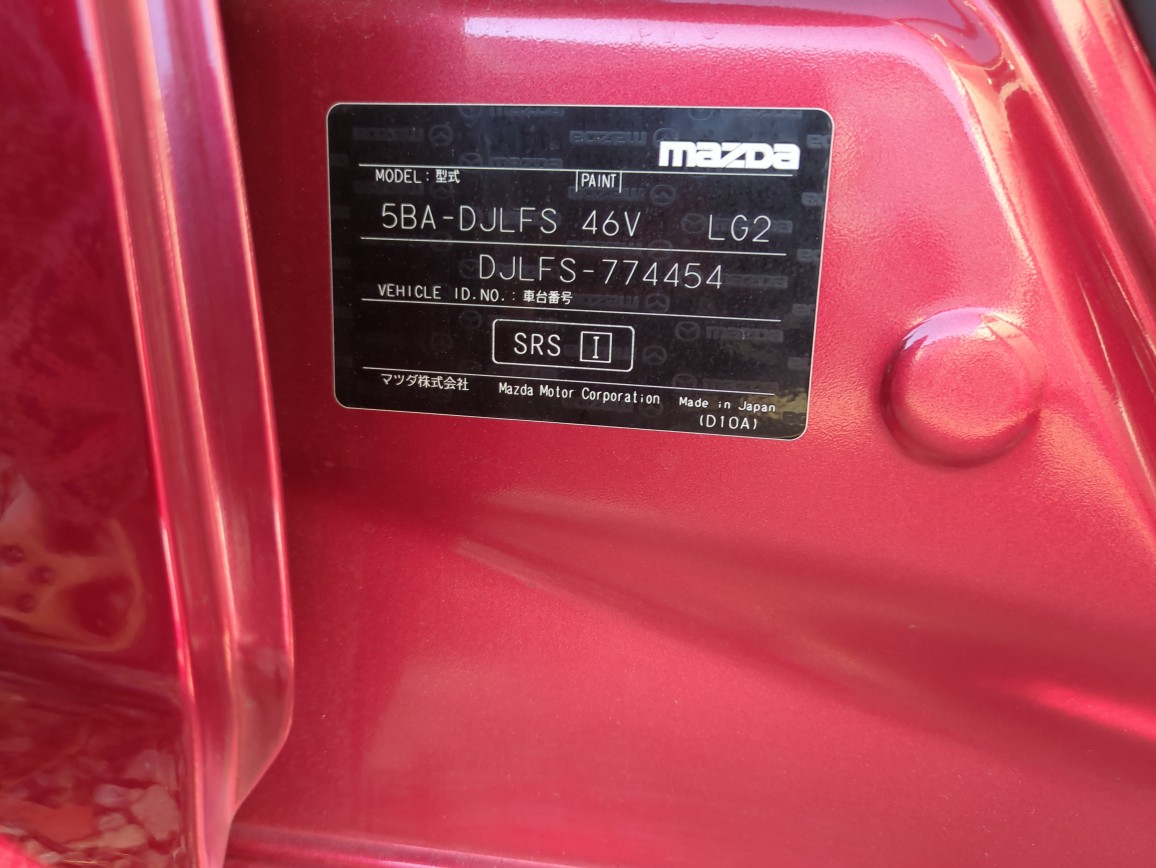 mazda
MODEL : 型式 |PAINT|
5BA-DJLFS 46V LG2
DJLFS-774454
VEHICLE ID.NO. : 車台番号
SRS I
マツダ株式会社 Mazda Motor Corporation Made in Japan
(D10A)